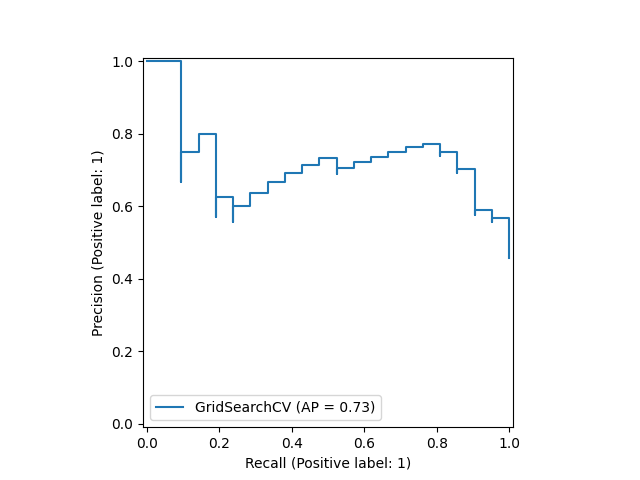 1.0
0.8
0.6
0.4
0.2
0.0
Precision (Positive label: 1)
GridSearchCV (AP = 0.73)
0.0 0.2 0.4 0.6 0.8 1.0
Recall (Positive label: 1)